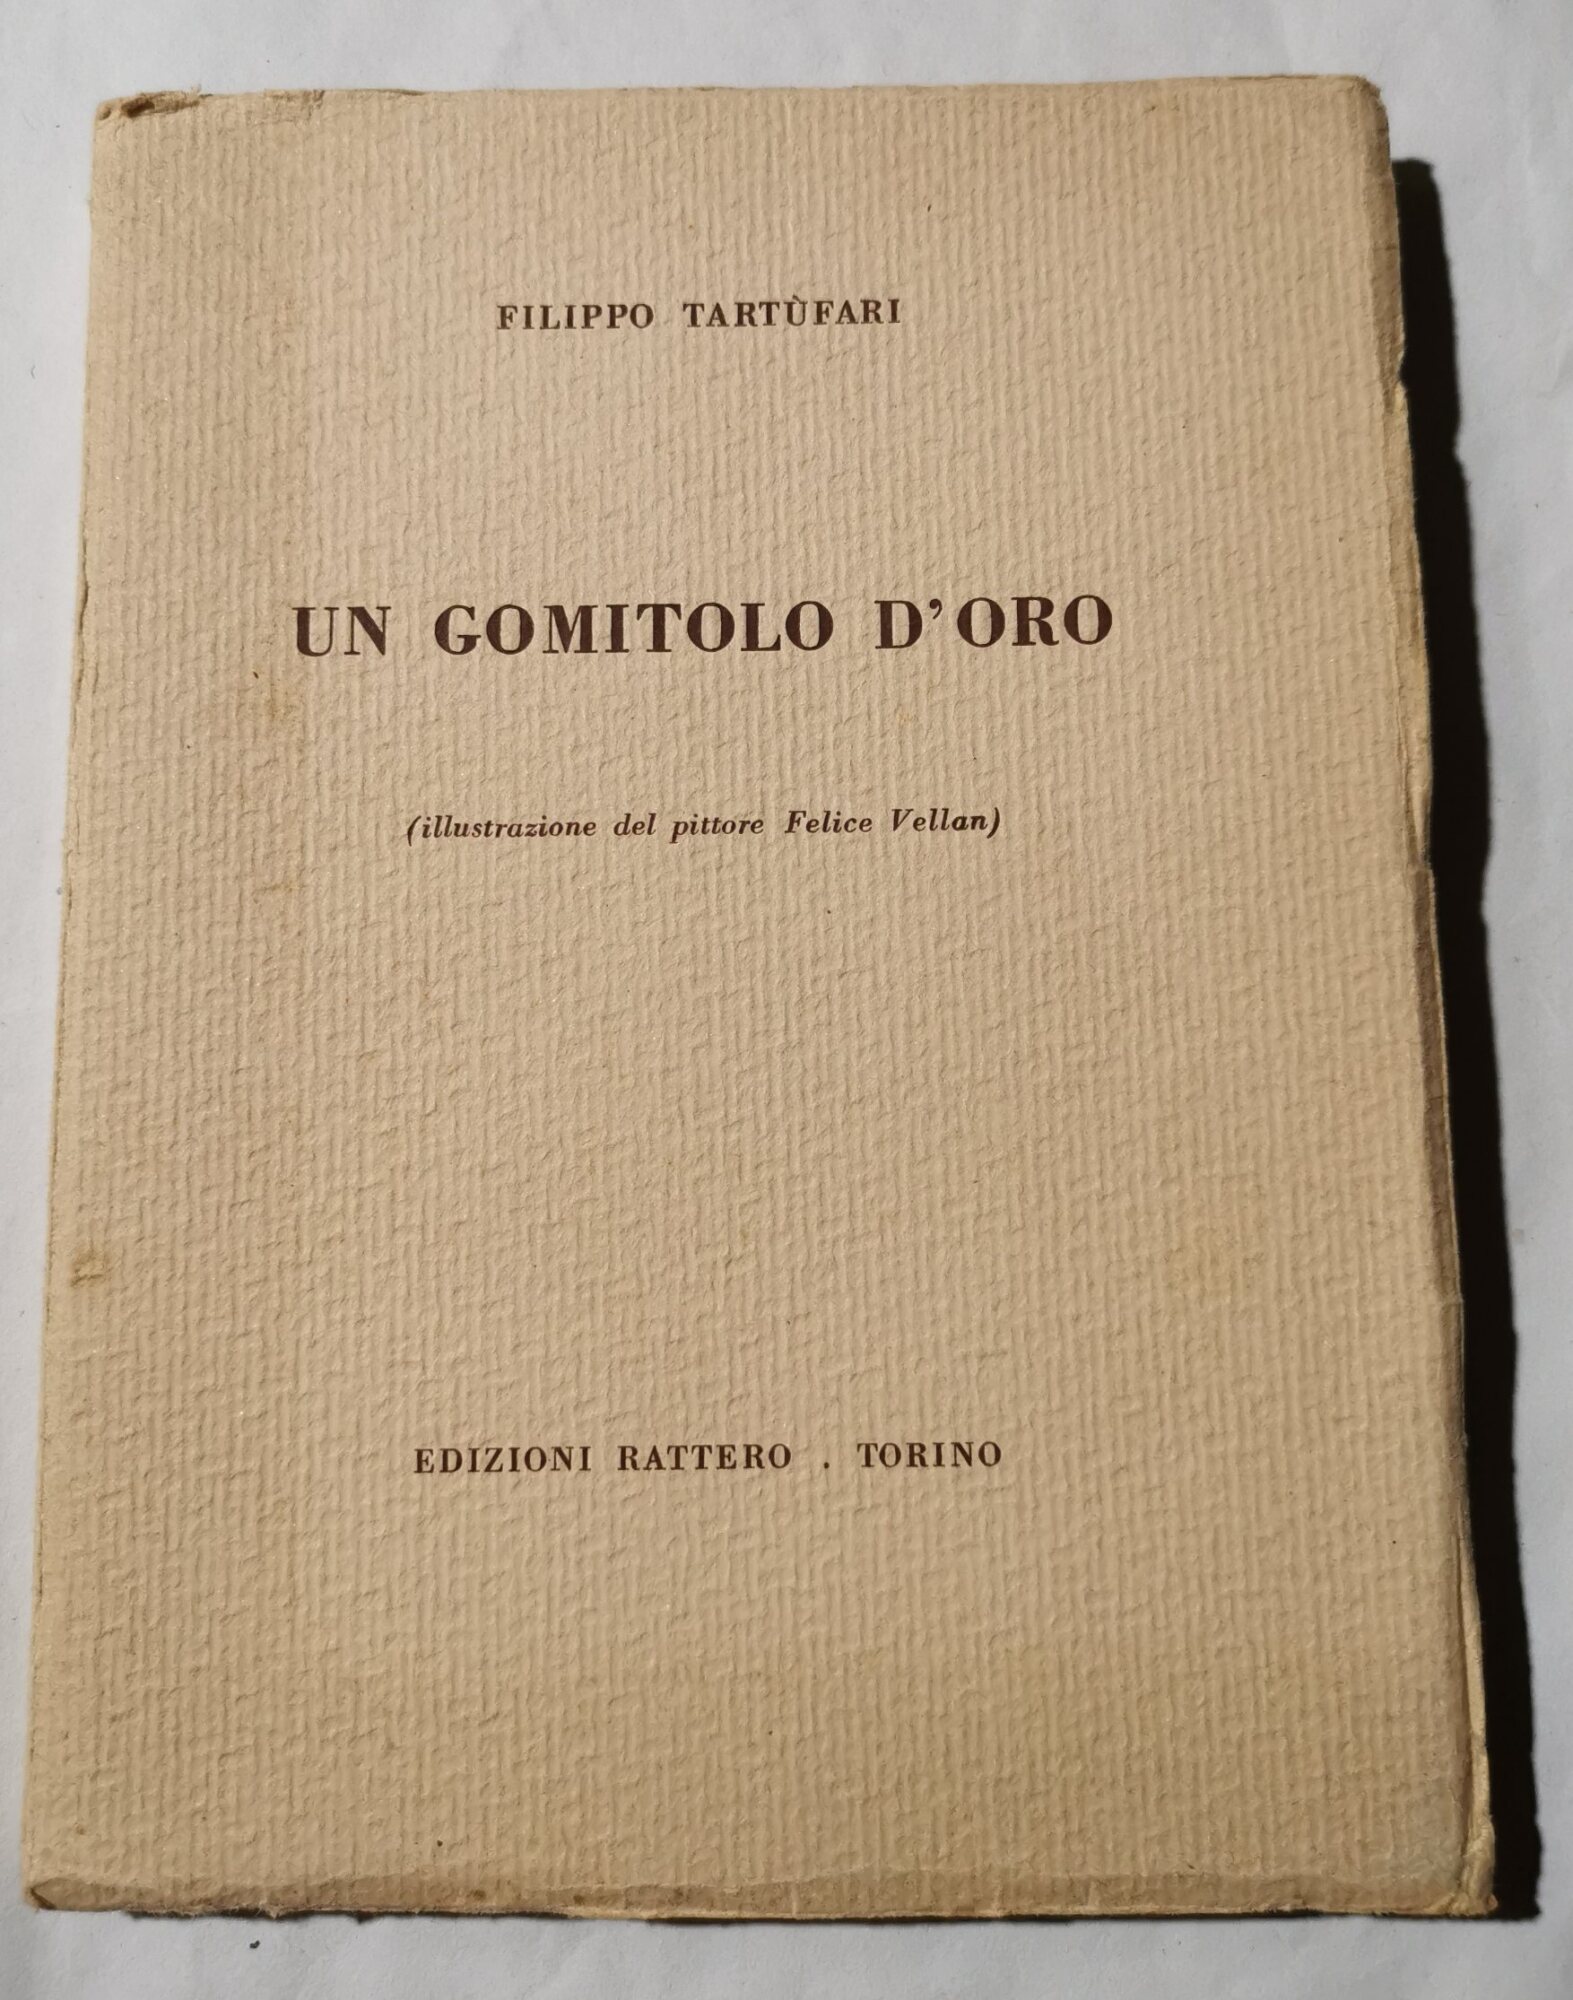 FILIPPO TARTÙFARI
UN GOMITOLO D'ORO
(illustrazione del pittore Felice Vellan)
EDIZIONI RATTERO . TORINO